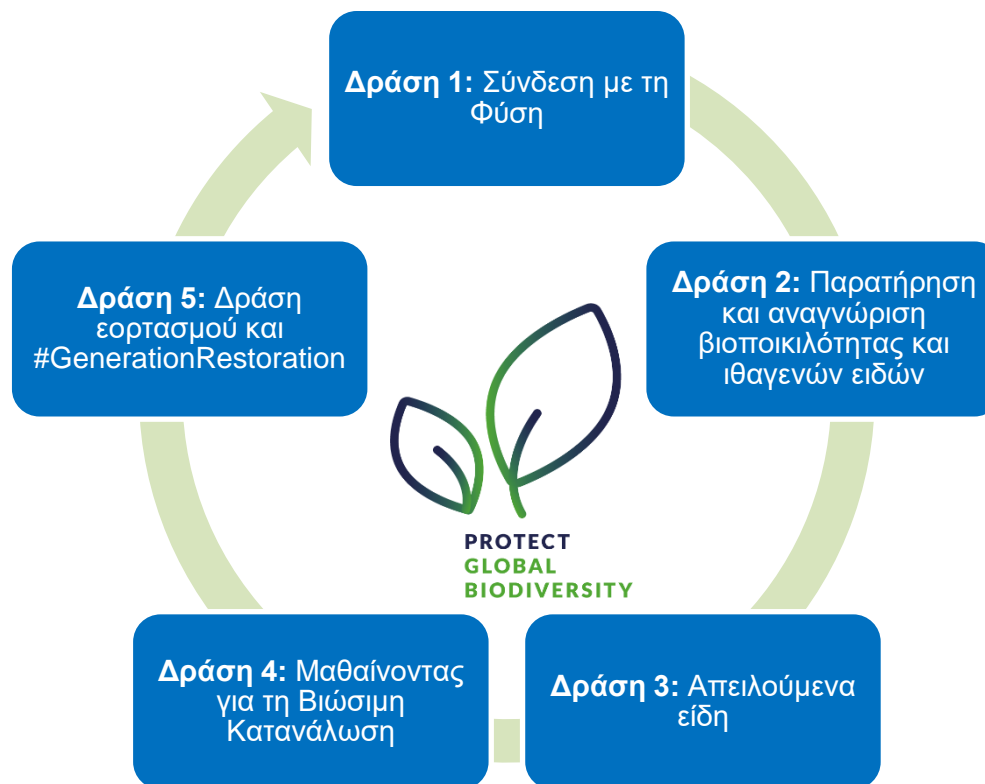 Δράση 1: Σύνδεση με τη
Φύση
Δράση 2: Παρατήρηση
και αναγνώριση
βιοποικιλότητας και
ιθαγενών ειδών
Δράση 3: Απειλούμενα
είδη
Δράση 4: Μαθαίνοντας
για τη Βιώσιμη
Κατανάλωση
Δράση 5: Δράση
εορτασμού και
#GenerationRestoration
PROTECT
GLOBAL
BIODIVERSITY